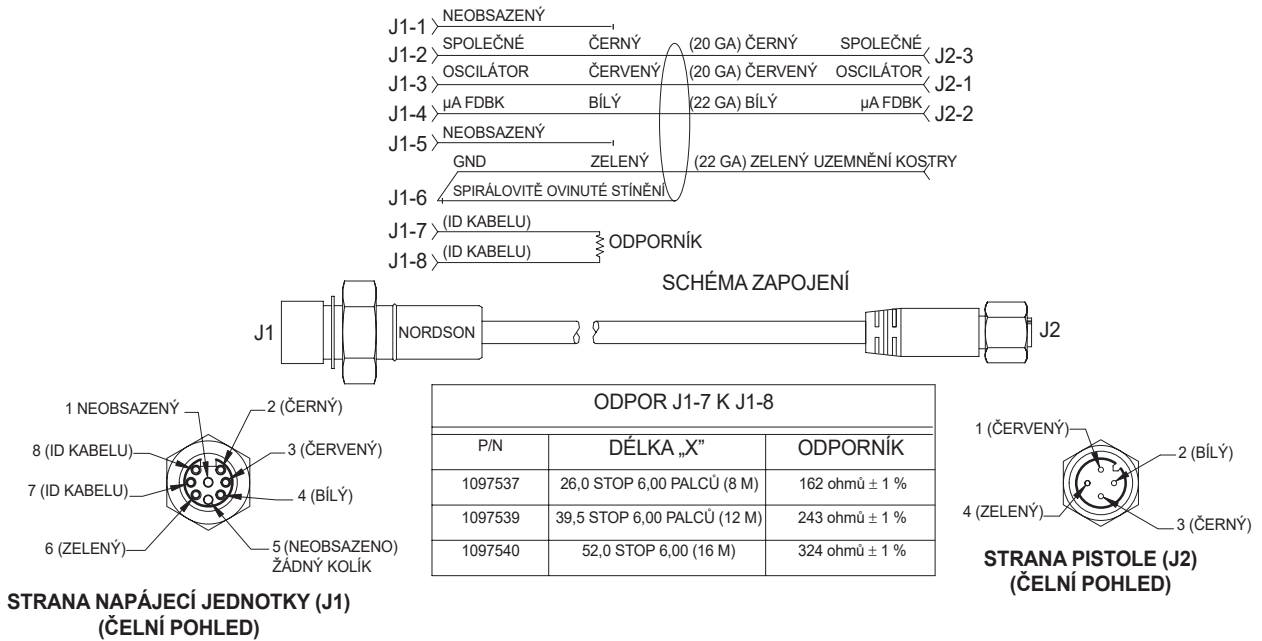 J1-1 NEOBSAZENÝ
J1-2 SPOLEČNÉ ČERNÝ (20 GA) ČERNÝ SPOLEČNÉ J2-3
J1-3 OSCILÁTOR ČERVENÝ (20 GA) ČERVENÝ OSCILÁTOR J2-1
J1-4 µA FDBK BÍLÝ (22 GA) BÍLÝ µA FDBK J2-2
J1-5 NEOBSAZENÝ
GND ZELENÝ (22 GA) ZELENÝ UZEMNĚNÍ KOSTRY
J1-6 SPIRÁLOVITĚ OVINUTÉ STÍNĚNÍ
J1-7 (ID KABELU)
ODPORNÍK
J1-8 (ID KABELU)
SCHÉMA ZAPOJENÍ
J1 NORDSON J2
1 NEOBSAZENÝ
2 (ČERNÝ)
8 (ID KABELU)
3 (ČERVENÝ)
7 (ID KABELU)
4 (BÍLÝ)
6 (ZELENÝ)
5 (NEOBSAZENO)
ŽÁDNÝ KOLÍK
STRANA NAPÁJECÍ JEDNOTKY (J1)
(ČELNÍ POHLED)
ODPOR J1-7 K J1-8
P/N DÉLKA „X” ODPORNÍK
1097537 26,0 STOP 6,00 PALCŮ (8 M) 162 ohmů ± 1 %
1097539 39,5 STOP 6,00 PALCŮ (12 M) 243 ohmů ± 1 %
1097540 52,0 STOP 6,00 (16 M) 324 ohmů ± 1 %
1 (ČERVENÝ)
2 (BÍLÝ)
4 (ZELENÝ)
3 (ČERNÝ)
STRANA PISTOLE (J2)
(ČELNÍ POHLED)